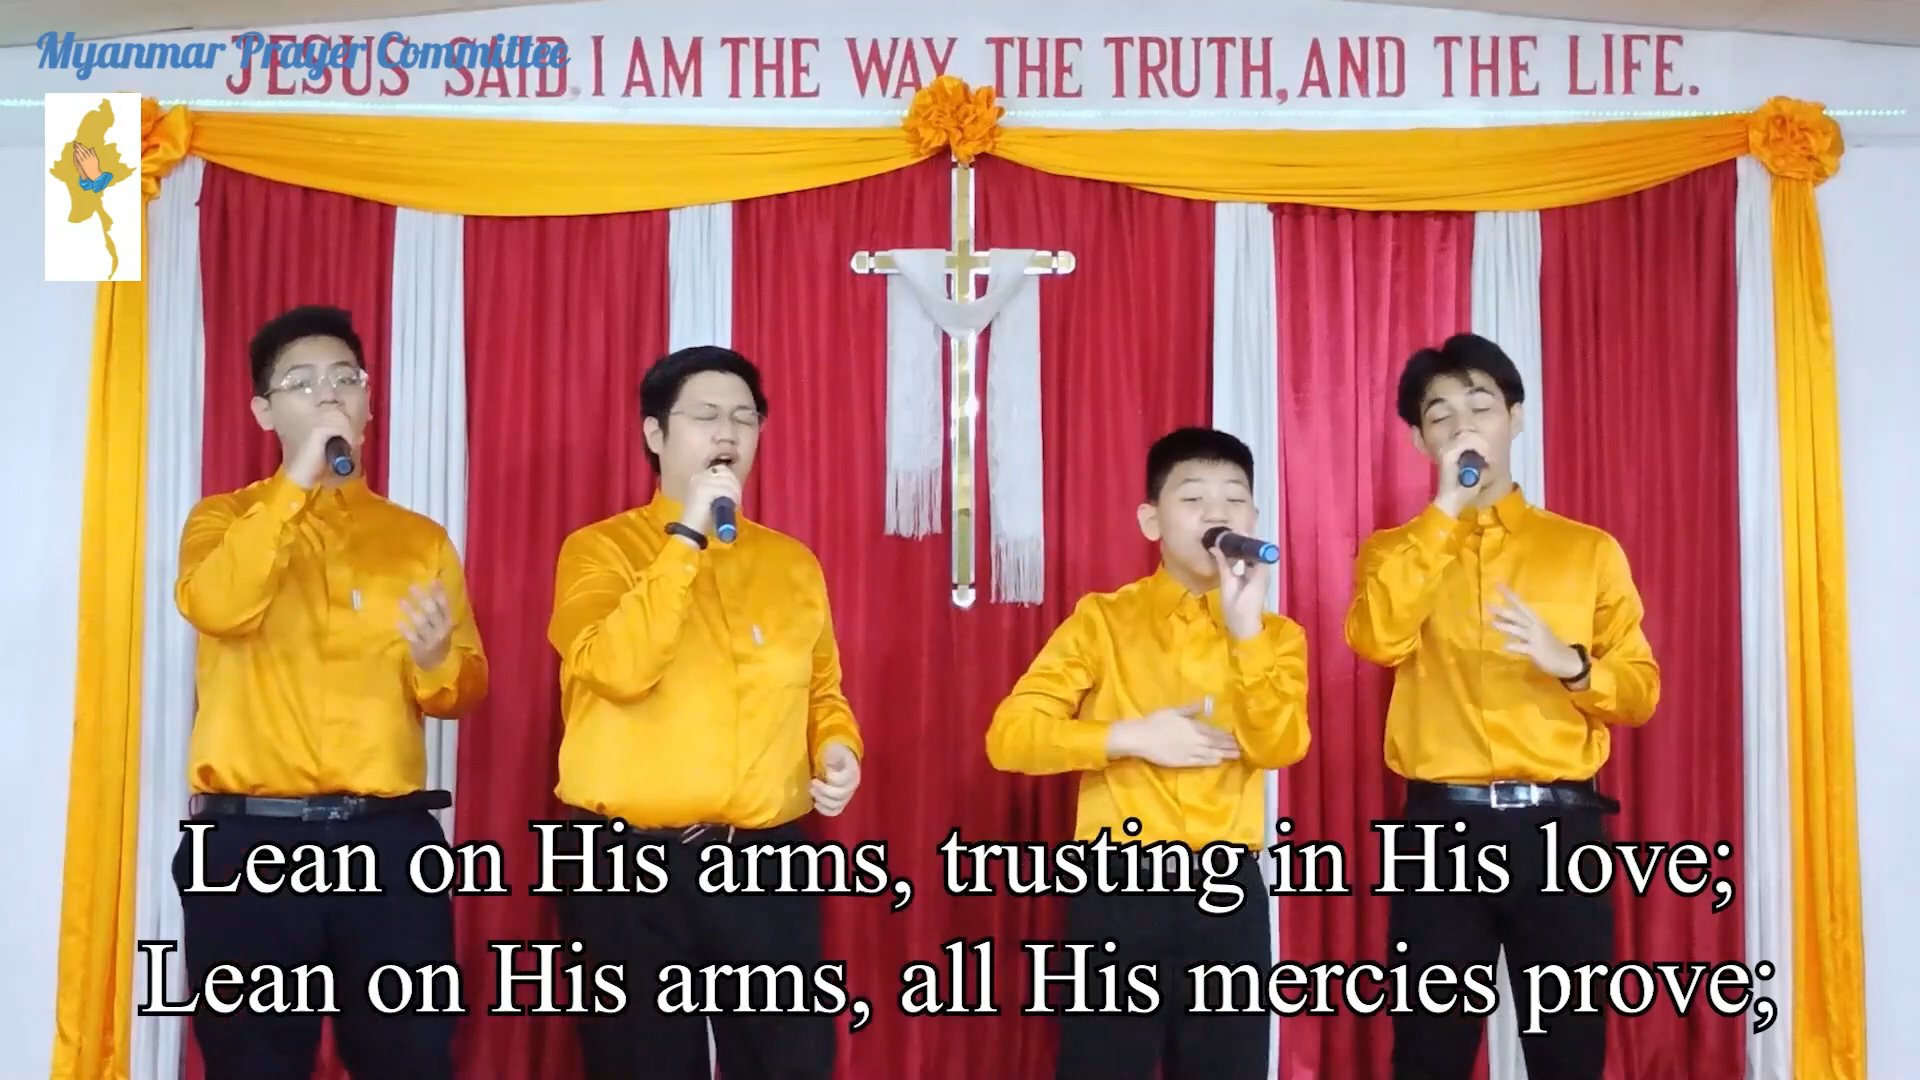 Myanmar Prayer Committee
JESUS SAID, I AM THE WAY, THE TRUTH, AND THE LIFE.
Lean on His arms, trusting in His love;
Lean on His arms, all His mercies prove;